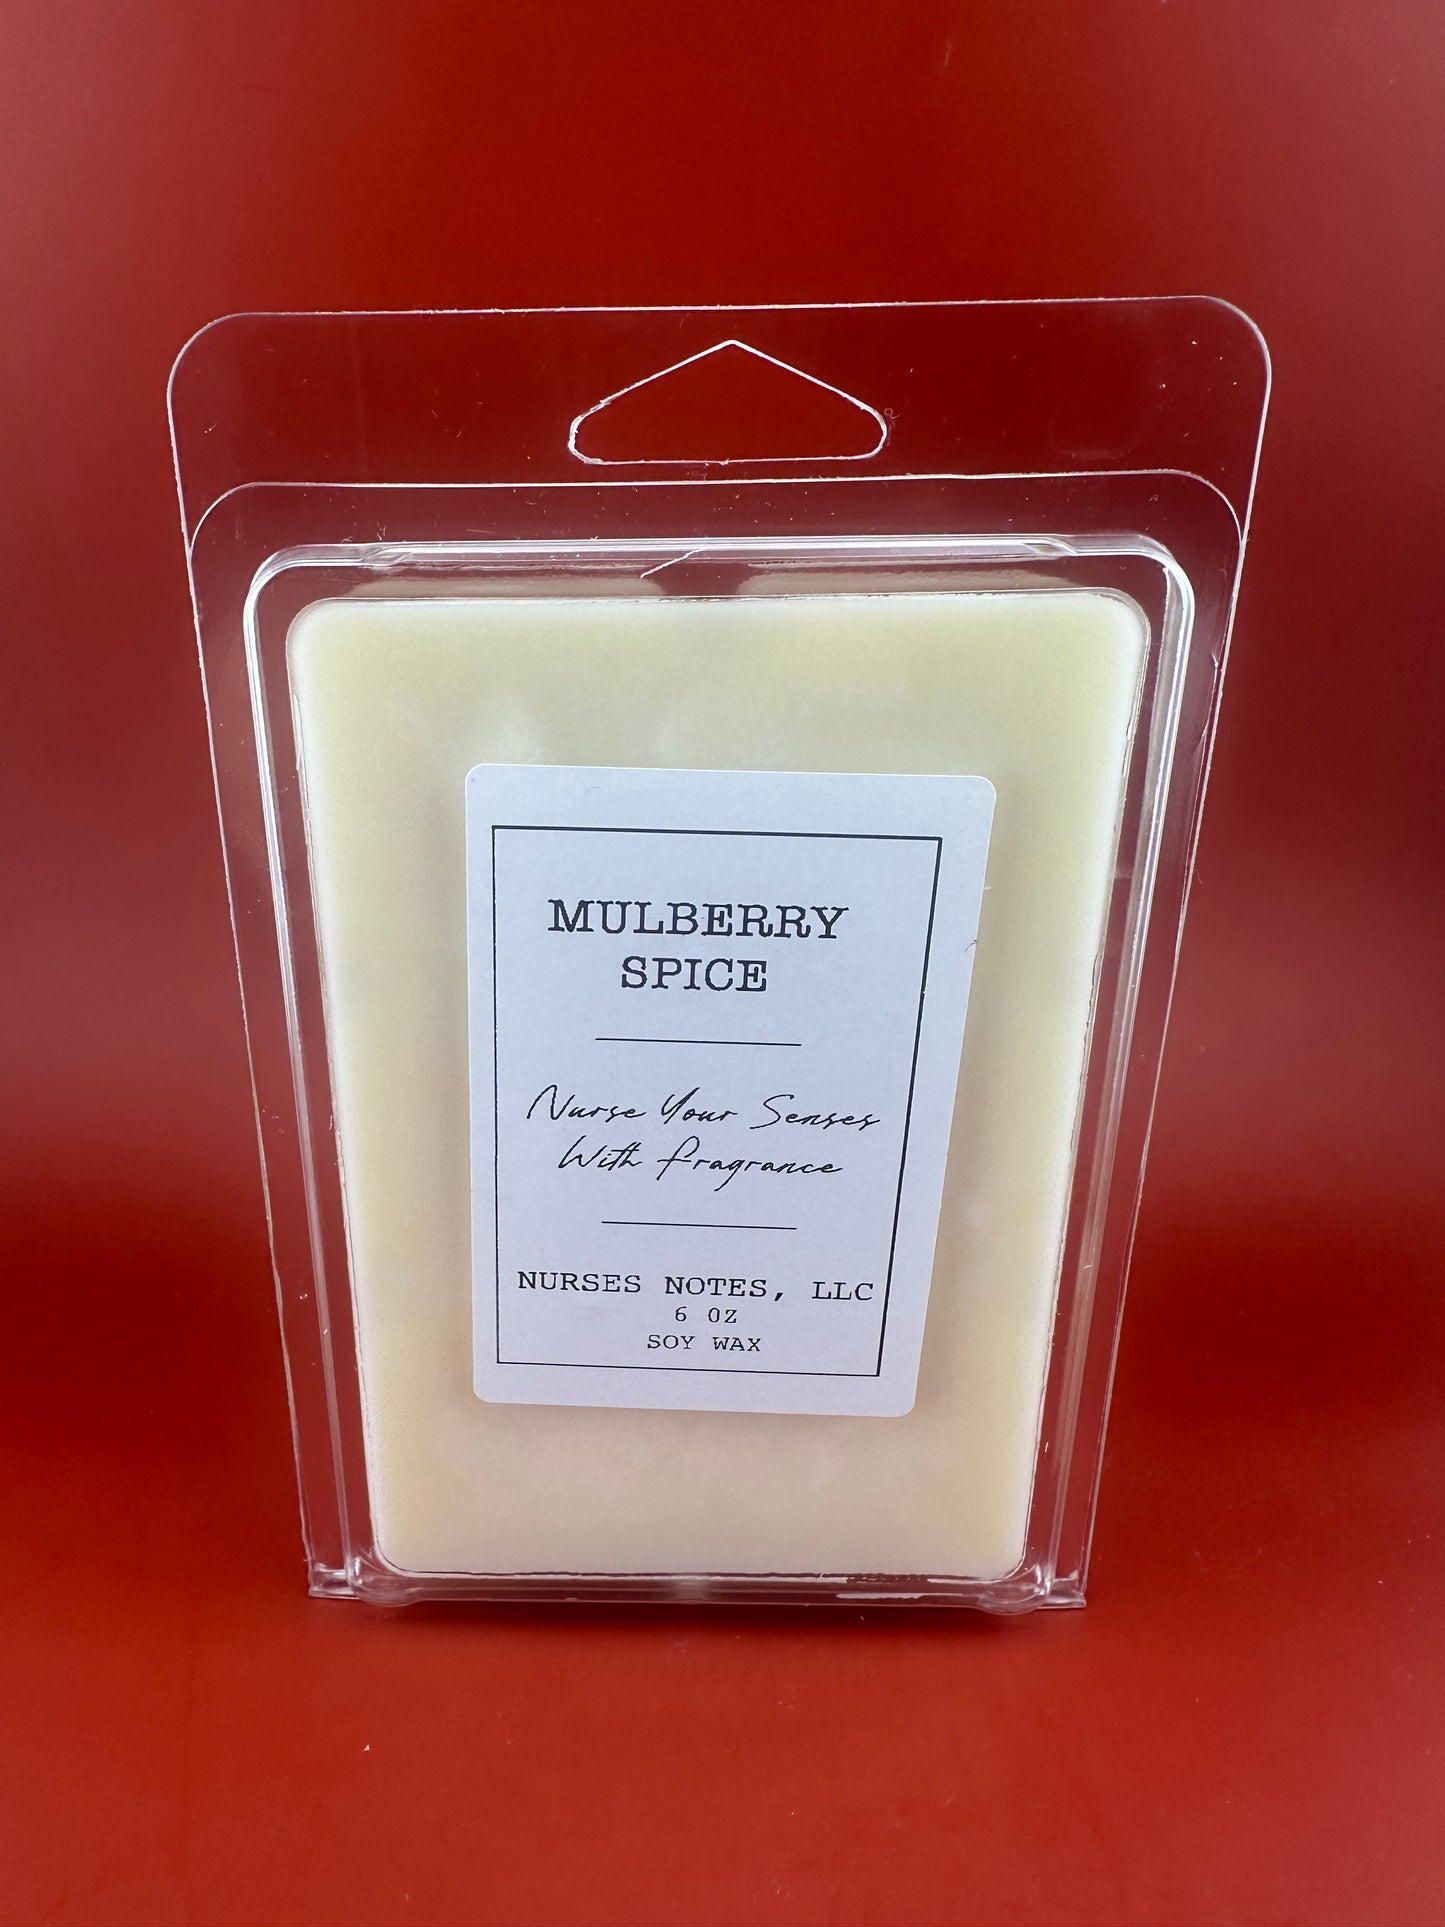 MULBERRY
SPICE
Nurse Your Senses
With fragrance
NURSES NOTES, LLC
6 OZ
SOY WAX